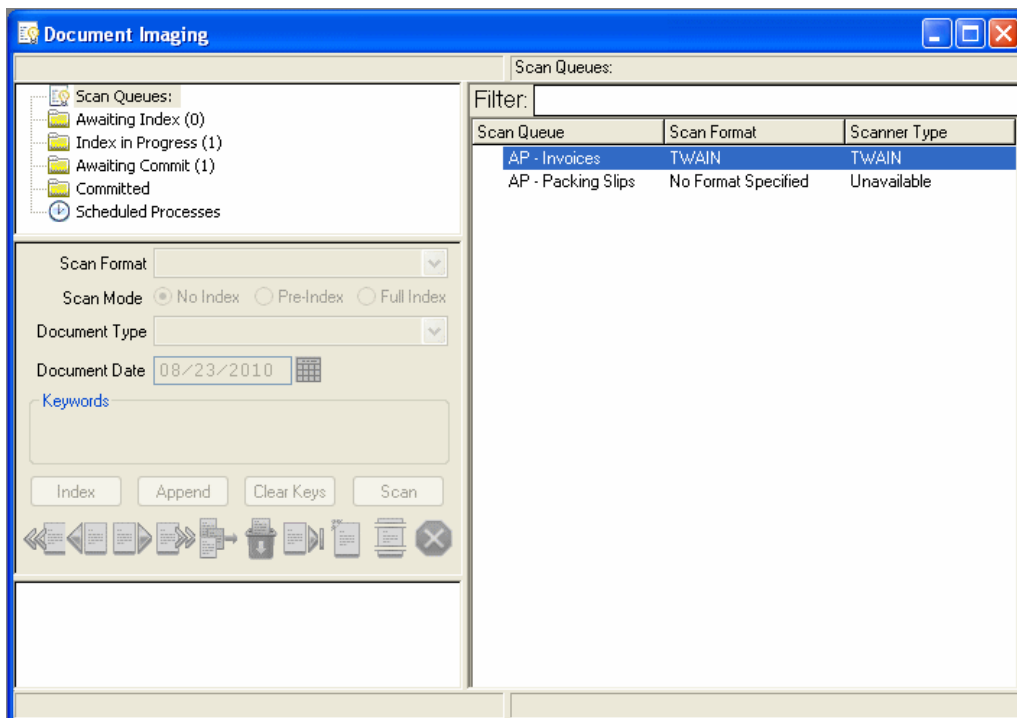 Document Imaging
Scan Queues:
Scan Queues:
Awaiting Index (0)
Index in Progress (1)
Awaiting Commit (1)
Committed
Scheduled Processes
Filter:
Scan Queue Scan Format Scanner Type
AP - Invoices TWAIN TWAIN
AP - Packing Slips No Format Specified Unavailable
Scan Format
Scan Mode No Index Pre-Index Full Index
Document Type
Document Date 08/23/2010
Keywords
Index Append Clear Keys Scan